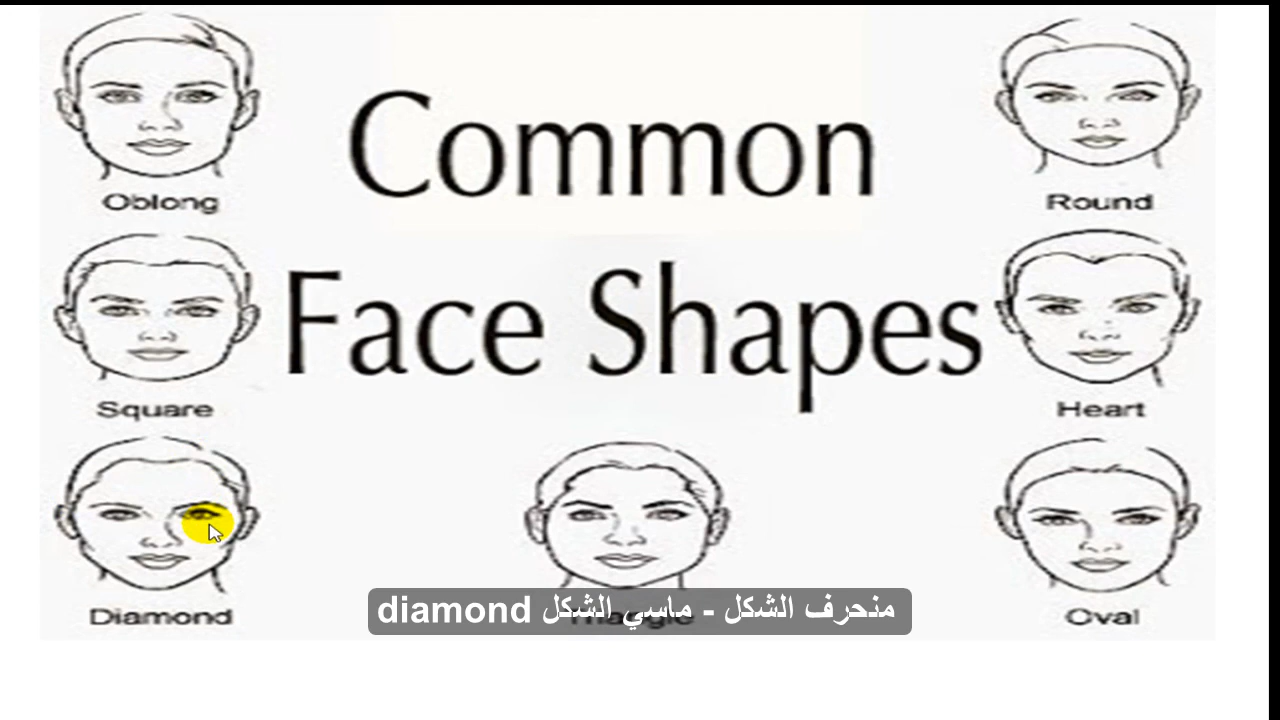 Common
Face Shapes
Oblong
Round
Square
Heart
Diamond
Oval
منحرف الشكل - ماسي الشكل diamond